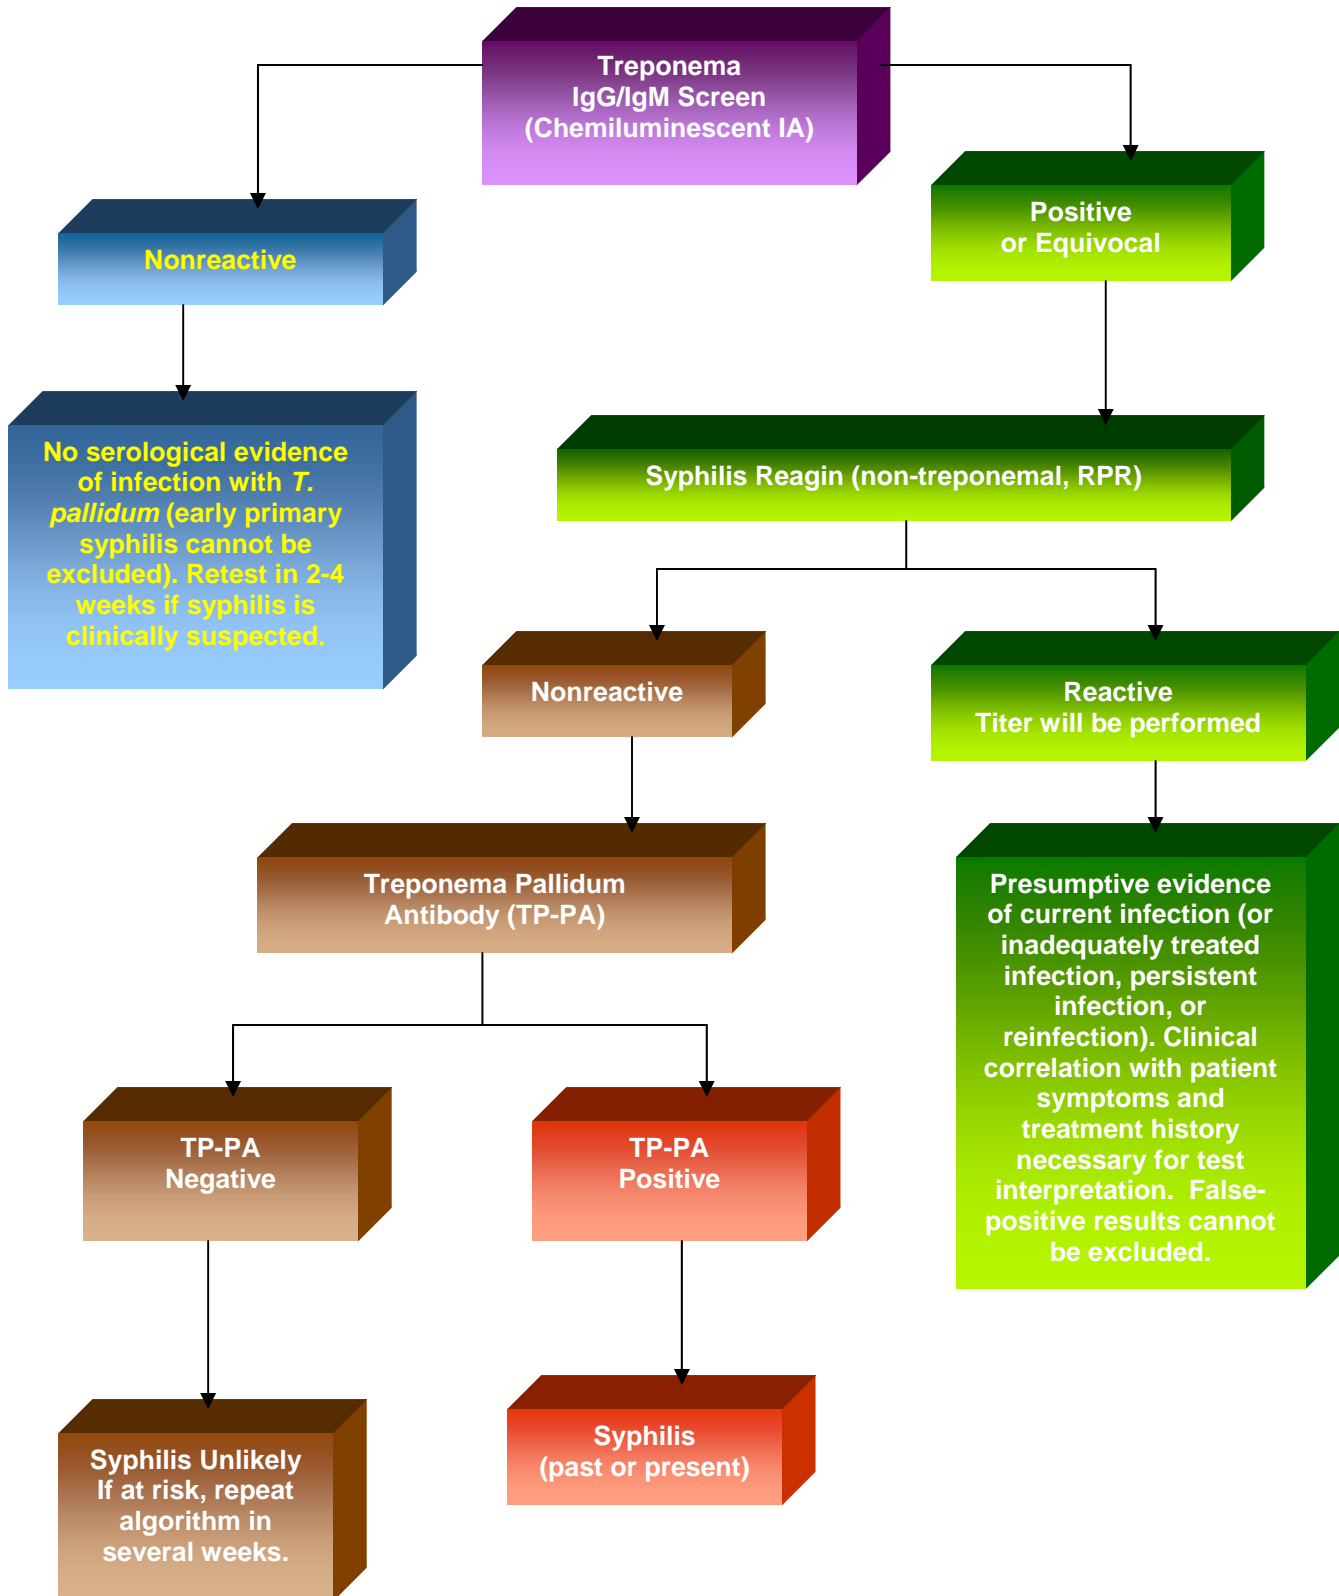 Treponema
IgG/IgM Screen
(Chemiluminescent IA)
Nonreactive
Positive
or Equivocal
No serological evidence
of infection with T.
pallidum (early primary
syphilis cannot be
excluded). Retest in 2-4
weeks if syphilis is
clinically suspected.
Syphilis Reagin (non-treponemal, RPR)
Nonreactive
Reactive
Titer will be performed
Treponema Pallidum
Antibody (TP-PA)
Presumptive evidence
of current infection (or
inadequately treated
infection, persistent
infection, or
reinfection). Clinical
correlation with patient
symptoms and
treatment history
necessary for test
interpretation.  False-
positive results cannot
be excluded.
TP-PA
Negative
TP-PA
Positive
Syphilis Unlikely
If at risk, repeat
algorithm in
several weeks.
Syphilis
(past or present)